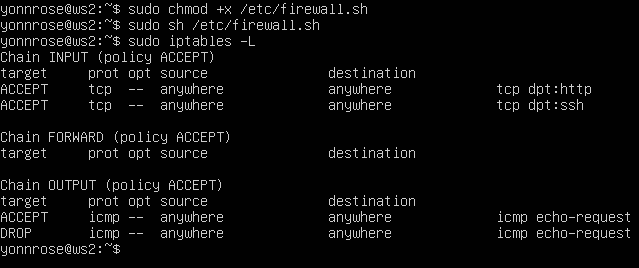 yonnrose@ws2:~$ sudo chmod +x /etc/firewall.sh
yonnrose@ws2:~$ sudo sh /etc/firewall.sh
yonnrose@ws2:~$ sudo iptables -L
Chain INPUT (policy ACCEPT)
target     prot opt source               destination
ACCEPT     tcp  --  anywhere             anywhere             tcp dpt:http
ACCEPT     tcp  --  anywhere             anywhere             tcp dpt:ssh
Chain FORWARD (policy ACCEPT)
target     prot opt source               destination
Chain OUTPUT (policy ACCEPT)
target     prot opt source               destination
ACCEPT     icmp --  anywhere             anywhere             icmp echo-request
DROP       icmp --  anywhere             anywhere             icmp echo-request
yonnrose@ws2:~$